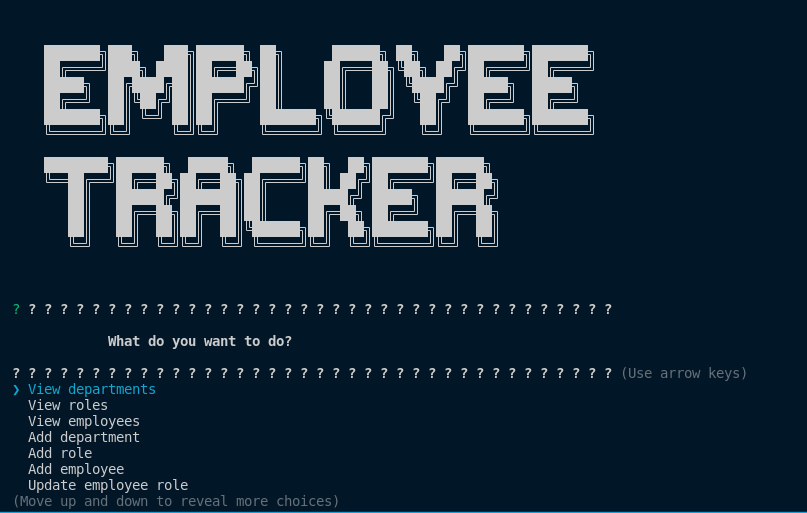 EMPLOYEE
TRACKER
? ? ? ? ? ? ? ? ? ? ? ? ? ? ? ? ? ? ? ? ? ? ? ? ? ? ? ? ? ? ? ? ? ? ? ? ? ?
What do you want to do?
? ? ? ? ? ? ? ? ? ? ? ? ? ? ? ? ? ? ? ? ? ? ? ? ? ? ? ? ? ? ? ? ? ? ? ? ? ? (Use arrow keys)
❯ View departments
View roles
View employees
Add department
Add role
Add employee
Update employee role
(Move up and down to reveal more choices)